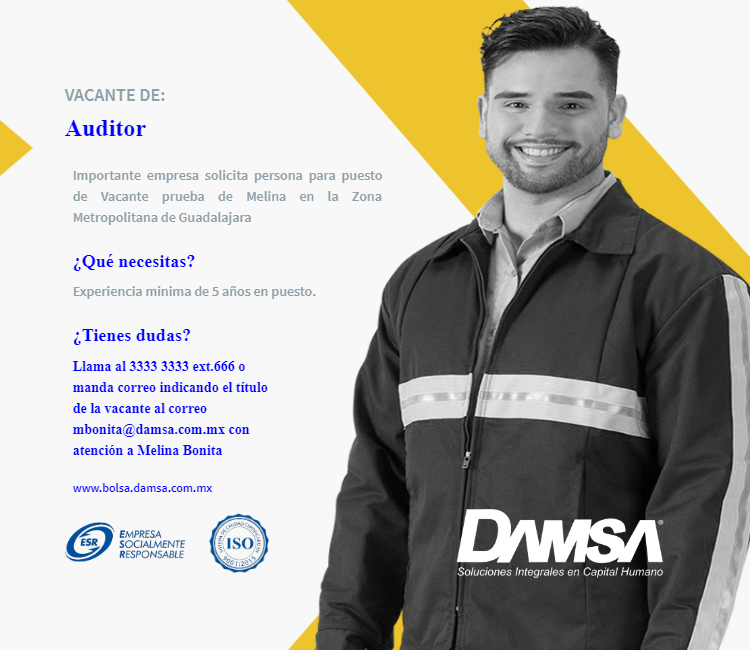 VACANTE DE:
Auditor
Importante empresa solicita persona para puesto
de Vacante prueba de Melina en la Zona
Metropolitana de Guadalajara
¿Qué necesitas?
Experiencia minima de 5 años en puesto.
¿Tienes dudas?
Llama al 3333 3333 ext.666 o
manda correo indicando el título
de la vacante al correo
mbonita@damsa.com.mx con
atención a Melina Bonita
www.bolsa.damsa.com.mx
ESR
EMPRESA
SOCIALMENTE
RESPONSABLE
ISO
9001:2015
DAMSA®
Soluciones Integrales en Capital Humano